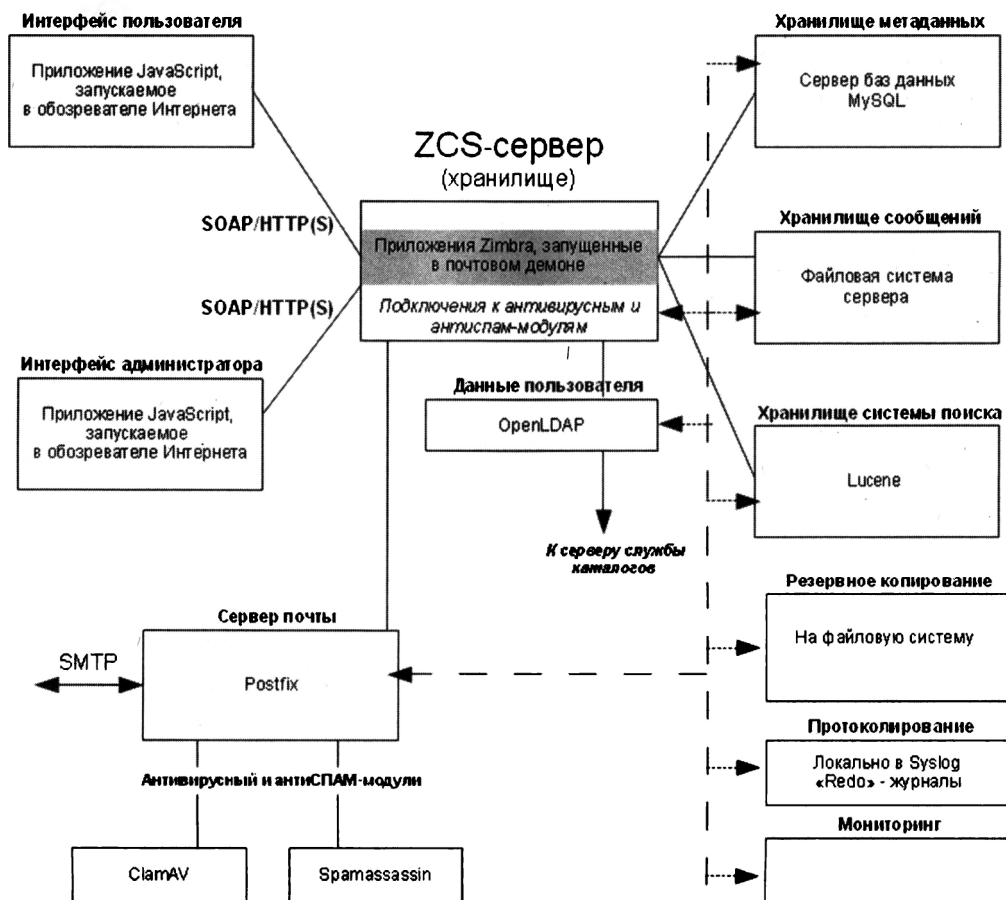 Интерфейс пользователя
Приложение JavaScript,
запускаемое
в обозревателе Интернета
Хранилище метаданных
Сервер баз данных
MySQL
ZCS-сервер
(хранилище)
SOAP/HTTP(S)
Приложения Zimbra, запущенные
в почтовом демоне
Подключения к антивирусным и
антиспам-модулям
SOAP/HTTP(S)
Хранилище сообщений
Файловая система
сервера
Интерфейс администратора
Приложение JavaScript,
запускаемое
в обозревателе Интернета
Данные пользователя
OpenLDAP
К серверу службы
каталогов
Хранилище системы поиска
Lucene
Резервное копирование
На файловую систему
Сервер почты
SMTP
Postfix
Протоколирование
Локально в Syslog
«Redo» - журналы
Антивирусный и антиСПАМ-модули
ClamAV
Spamassassin
Мониторинг